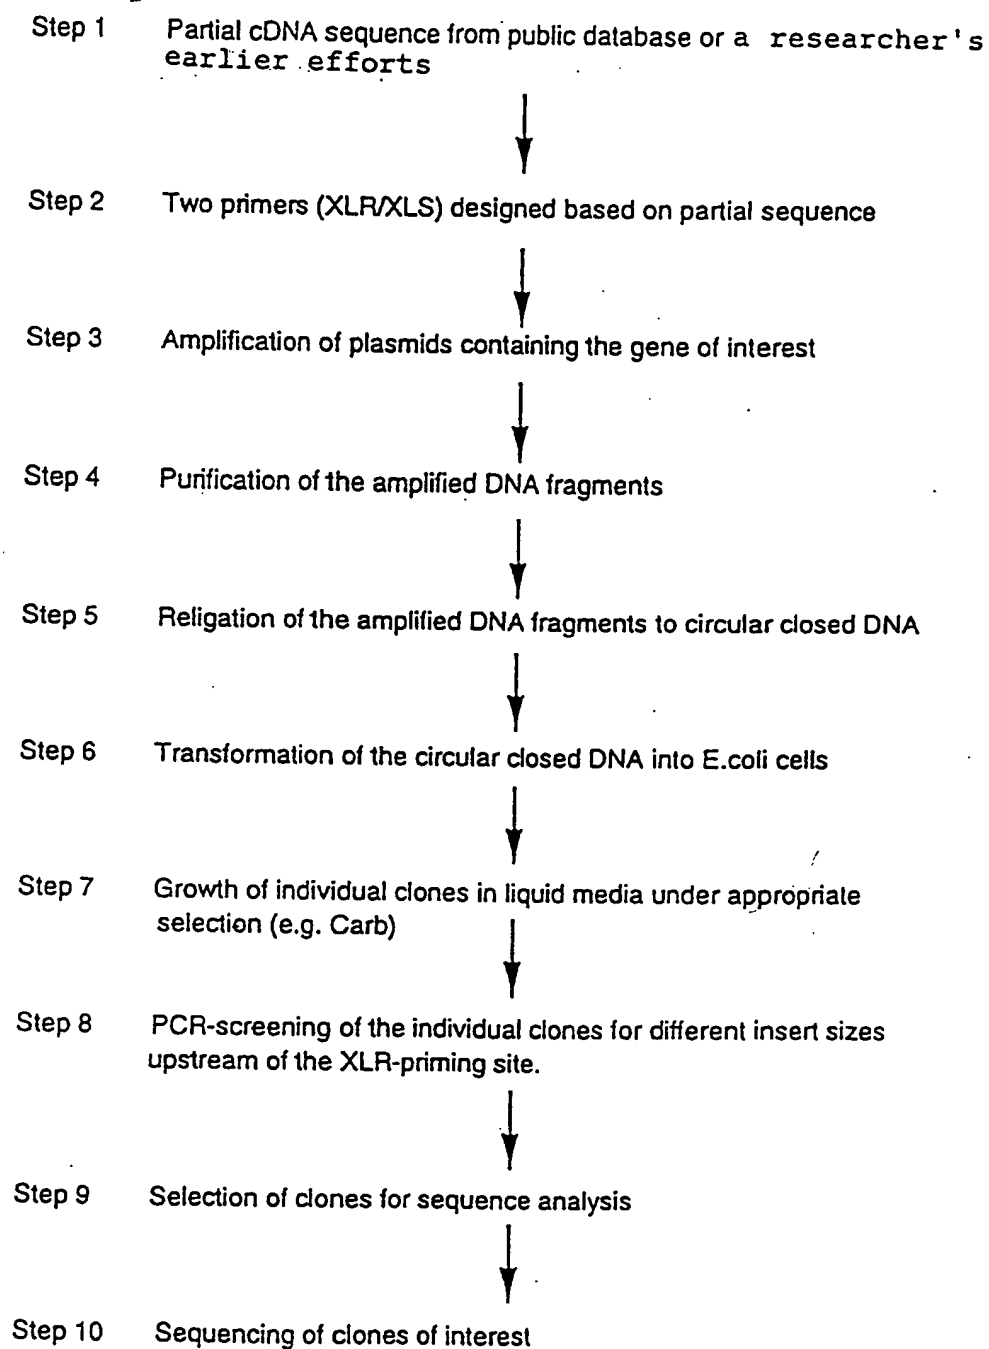 Step 1 Partial cDNA sequence from public database or a researcher's
earlier efforts
Step 2 Two primers (XLR/XLS) designed based on partial sequence
Step 3 Amplification of plasmids containing the gene of interest
Step 4 Purification of the amplified DNA fragments
Step 5 Religation of the amplified DNA fragments to circular closed DNA
Step 6 Transformation of the circular closed DNA into E.coli cells
Step 7 Growth of individual clones in liquid media under appropriate
selection (e.g. Carb)
Step 8 PCR-screening of the individual clones for different insert sizes
upstream of the XLR-priming site.
Step 9 Selection of clones for sequence analysis
Step 10 Sequencing of clones of interest